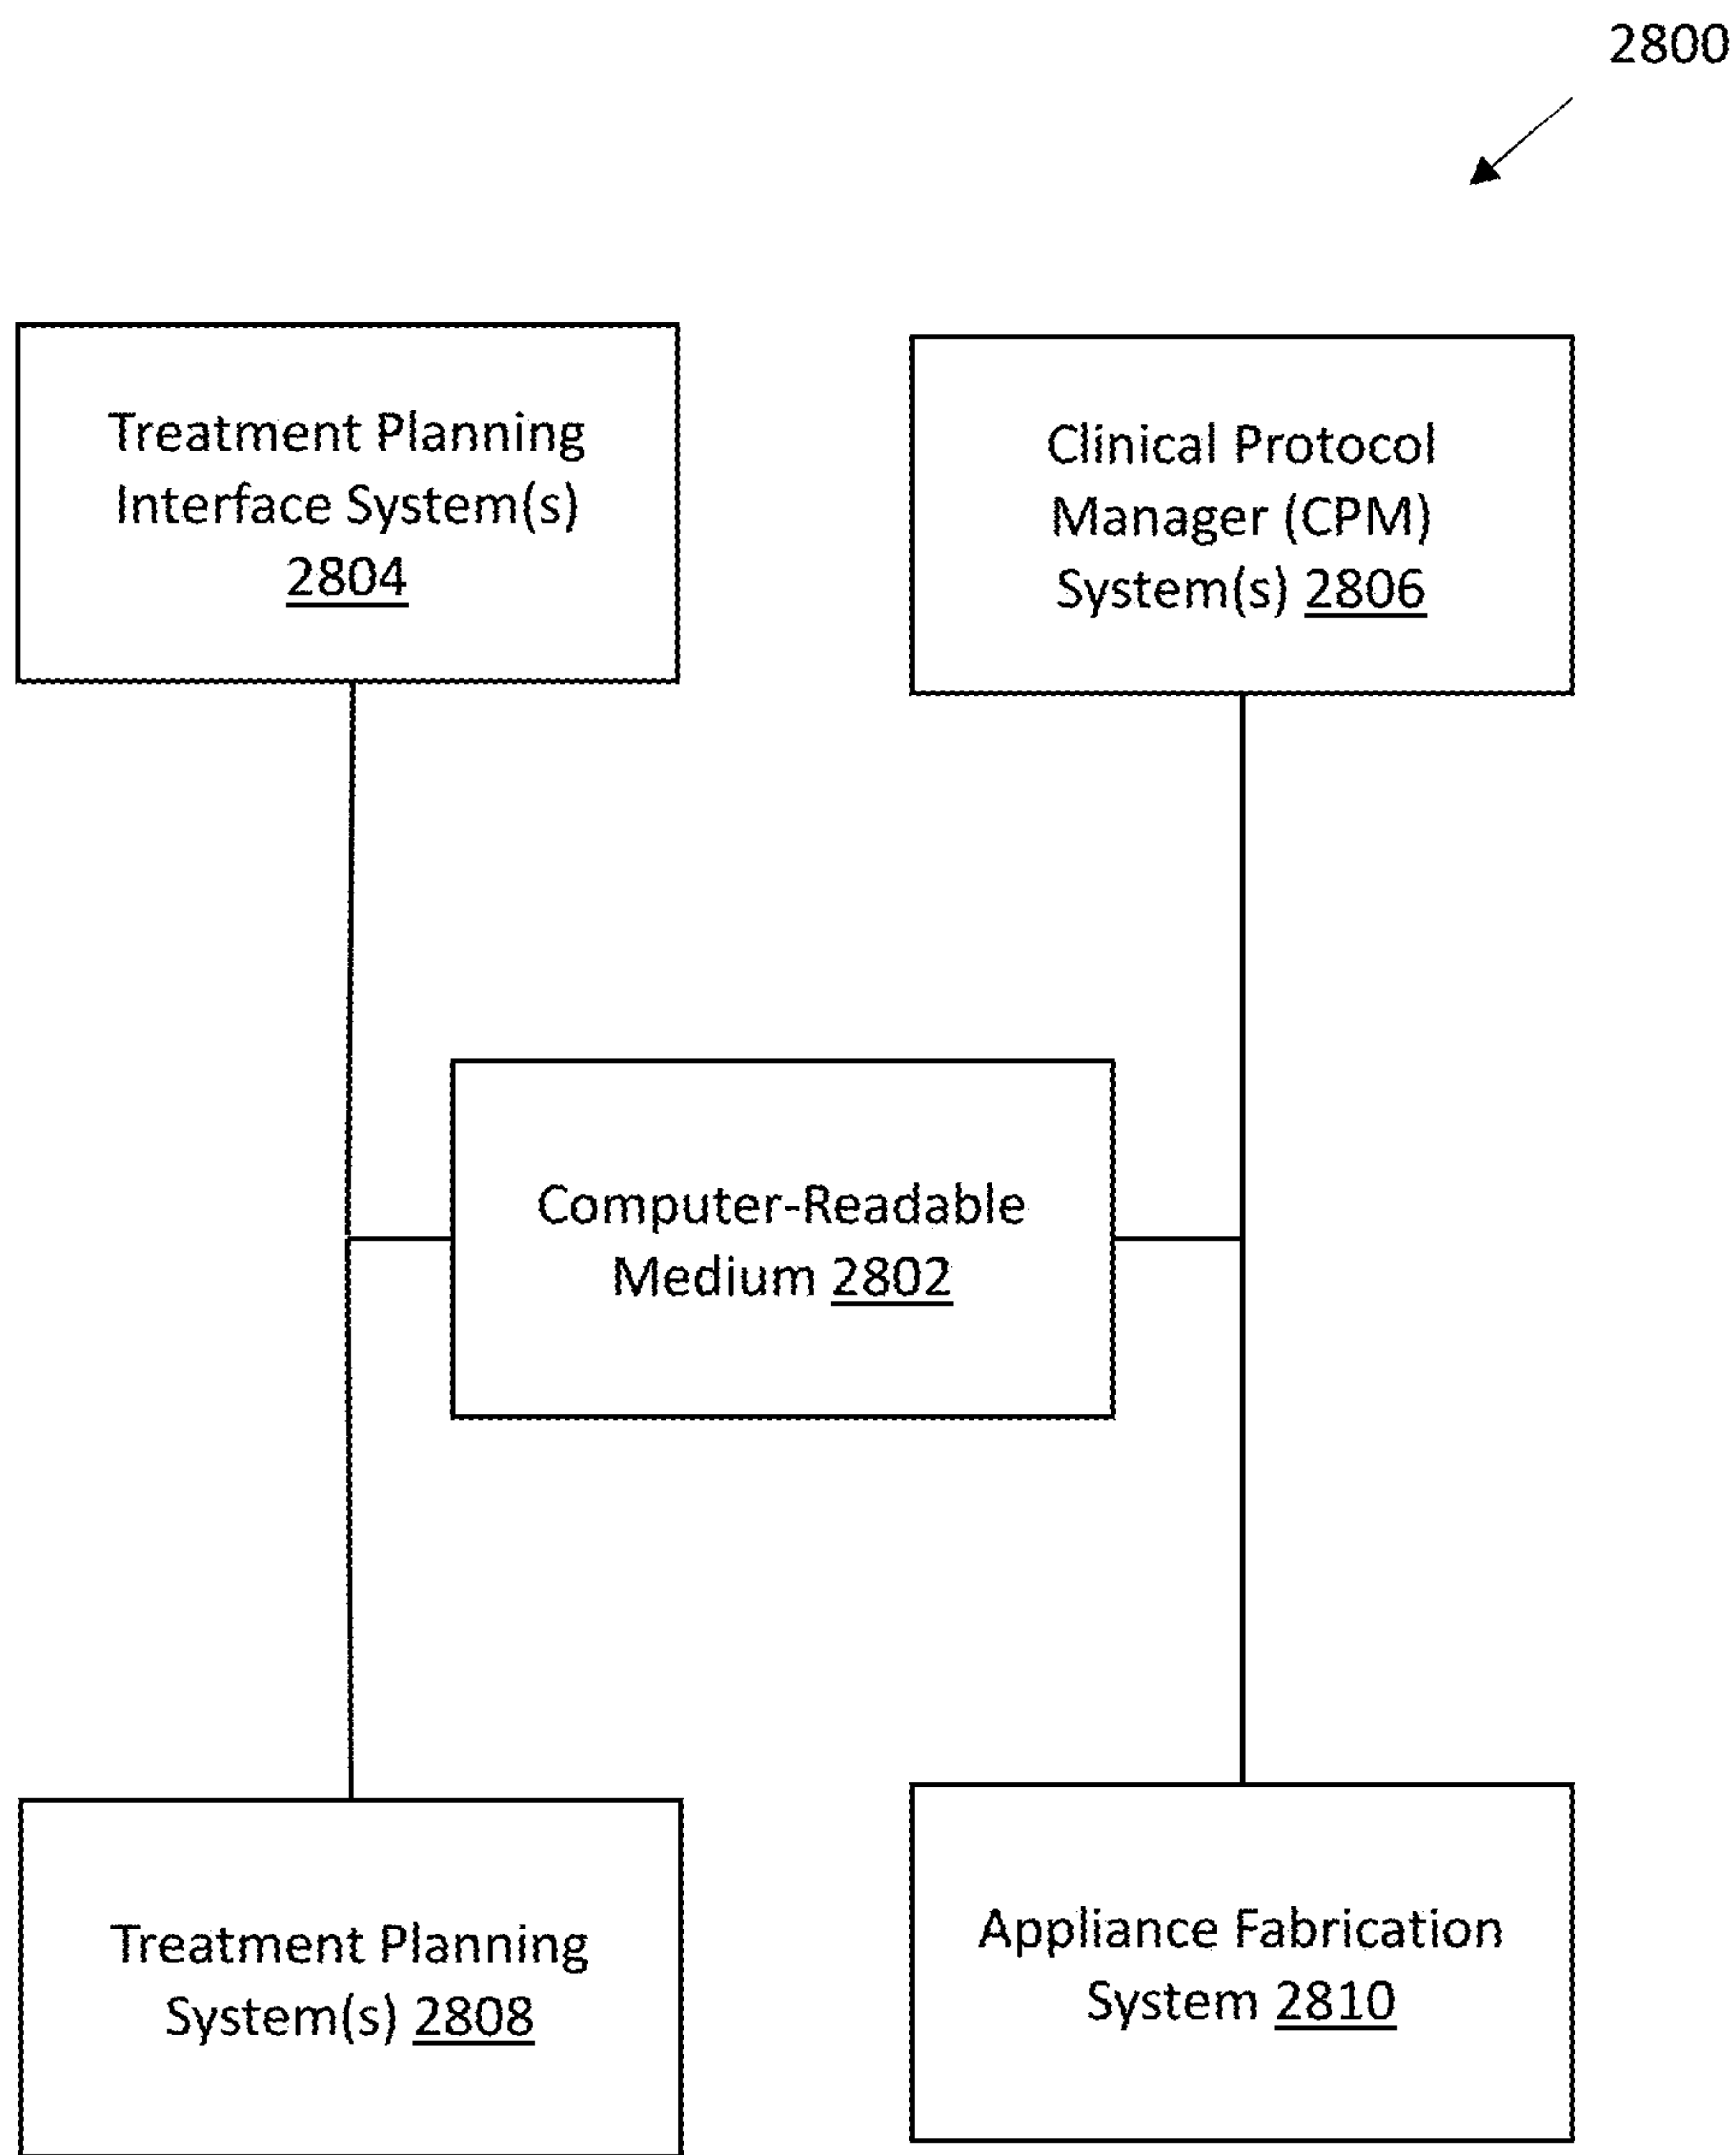 2800
Treatment Planning
Interface System(s)
2804
Clinical Protocol
Manager (CPM)
System(s) 2806
Computer-Readable
Medium 2802
Treatment Planning
System(s) 2808
Appliance Fabrication
System 2810